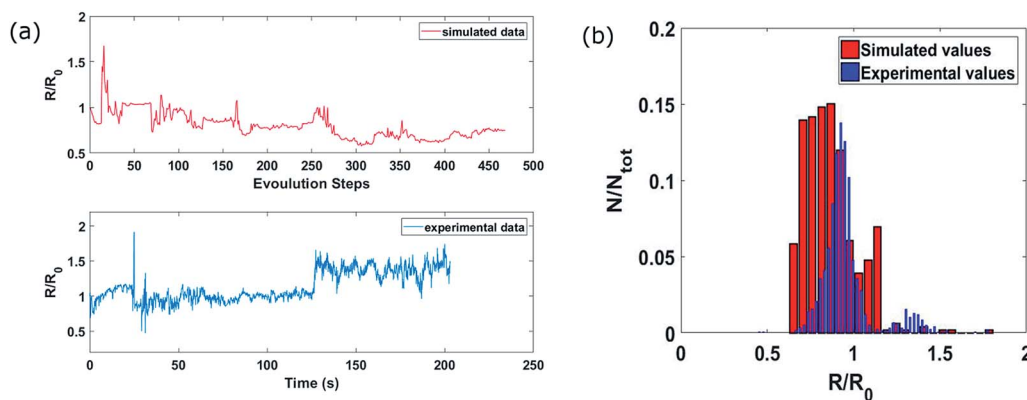 (a)
2
1.5
1
0.5
R/R0
simulated data
0 50 100 150 200 250 300 350 400 450 500
Evoulution Steps
2
1.5
1
0.5
R/R0
experimental data
0 50 100 150 200 250
Time (s)
(b)
0.2
0.15
0.1
0.05
0
N/Ntot
Simulated values
Experimental values
0 0.5 1 1.5 2
R/R0